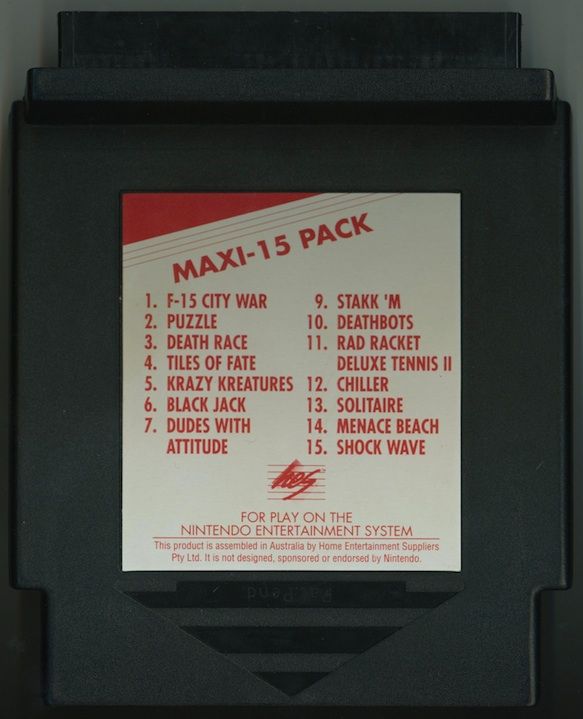 MAXI-15 PACK
1. F-15 CITY WAR
2. PUZZLE
3. DEATH RACE
4. TILES OF FATE
5. KRAZY KREATURES
6. BLACK JACK
7. DUDES WITH
ATTITUDE
9. STAKK 'M
10. DEATHBOTS
11. RAD RACKET
DELUXE TENNIS II
12. CHILLER
13. SOLITAIRE
14. MENACE BEACH
15. SHOCK WAVE
hes
FOR PLAY ON THE
NINTENDO ENTERTAINMENT SYSTEM
This product is assembled in Australia by Home Entertainment Suppliers
Pty Ltd. It is not designed, sponsored or endorsed by Nintendo.
Pat.Pend